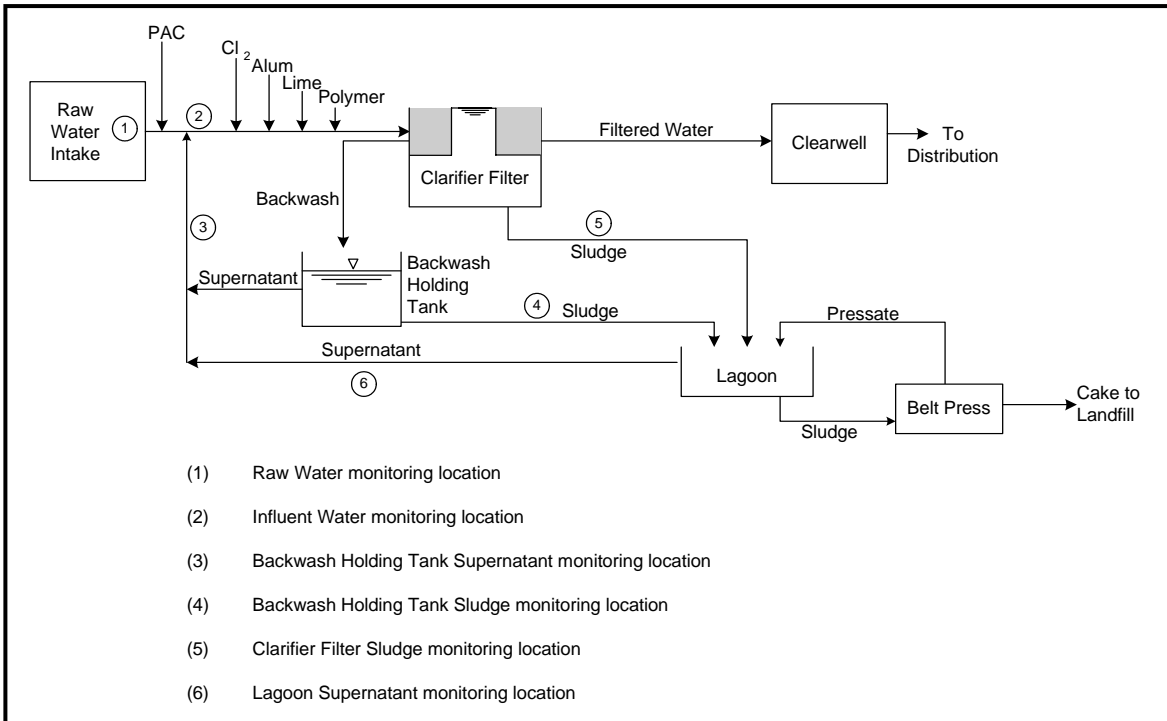 PAC
Cl 2
Alum
Lime
Polymer
Raw
Water
Intake
1
2
Filtered Water
Clearwell
To
Distribution
Clarifier Filter
Backwash
3
5
Sludge
Supernatant
Backwash
Holding
Tank
4
Sludge
Pressate
Supernatant
6
Lagoon
Belt Press
Cake to
Landfill
Sludge
(1) Raw Water monitoring location
(2) Influent Water monitoring location
(3) Backwash Holding Tank Supernatant monitoring location
(4) Backwash Holding Tank Sludge monitoring location
(5) Clarifier Filter Sludge monitoring location
(6) Lagoon Supernatant monitoring location